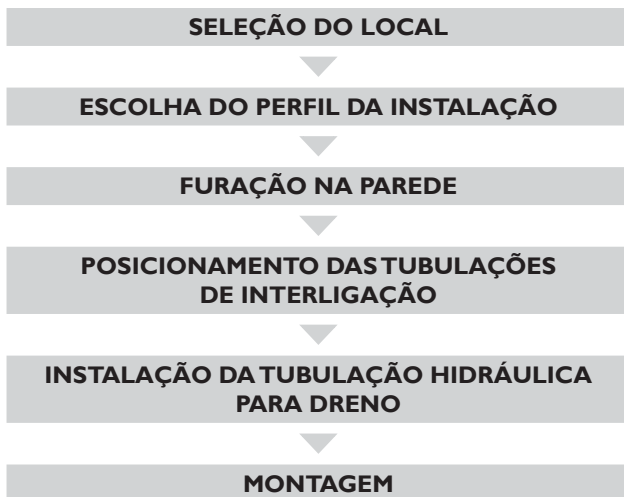 SELEÇÃO DO LOCAL
ESCOLHA DO PERFIL DA INSTALAÇÃO
FURAÇÃO NA PAREDE
POSICIONAMENTO DAS TUBULAÇÕES
DE INTERLIGAÇÃO
INSTALAÇÃO DA TUBULAÇÃO HIDRÁULICA
PARA DRENO
MONTAGEM